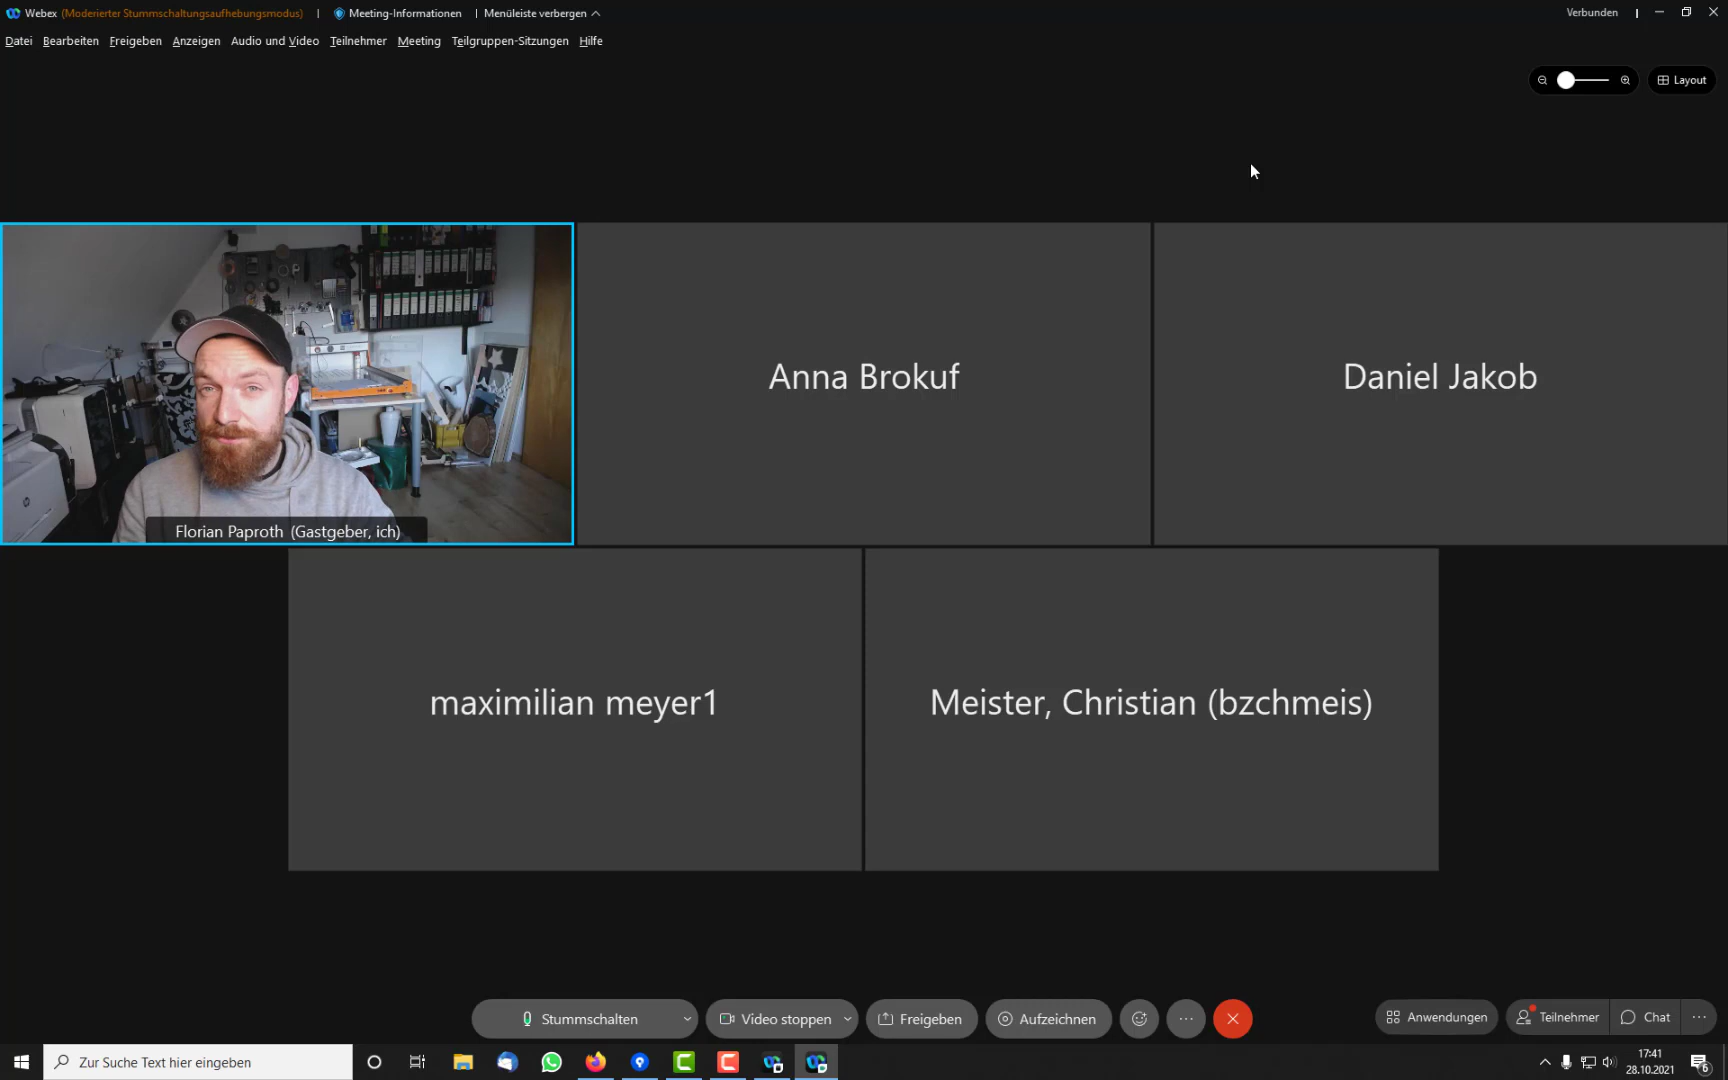 Webex (Moderierter Stummschaltungsaufhebungsmodus) | Meeting-Informationen | Menüleiste verbergen
Verbunden
Datei Bearbeiten Freigeben Anzeigen Audio und Video Teilnehmer Meeting Teilgruppen-Sitzungen Hilfe
Layout
Anna Brokuf
Daniel Jakob
Florian Paproth (Gastgeber, ich)
maximilian meyer1
Meister, Christian (bzchmeis)
Stummschalten Video stoppen Freigeben Aufzeichnen
Anwendungen Teilnehmer Chat
Zur Suche Text hier eingeben
17:41
28.10.2021
6